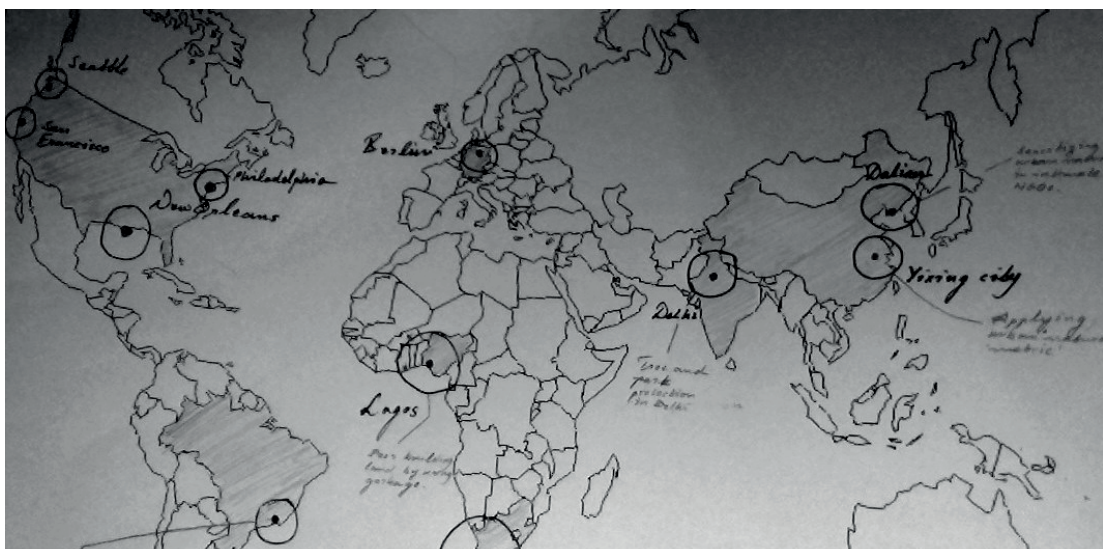 Seattle
San
Francisco
Philadelphia
New Orleans
Berlin
Dalian
Yixing city
Applying
urban
Delhi
Tree and
park
protection
in Delhi
Lagos
Poor building
land by using
garbage.